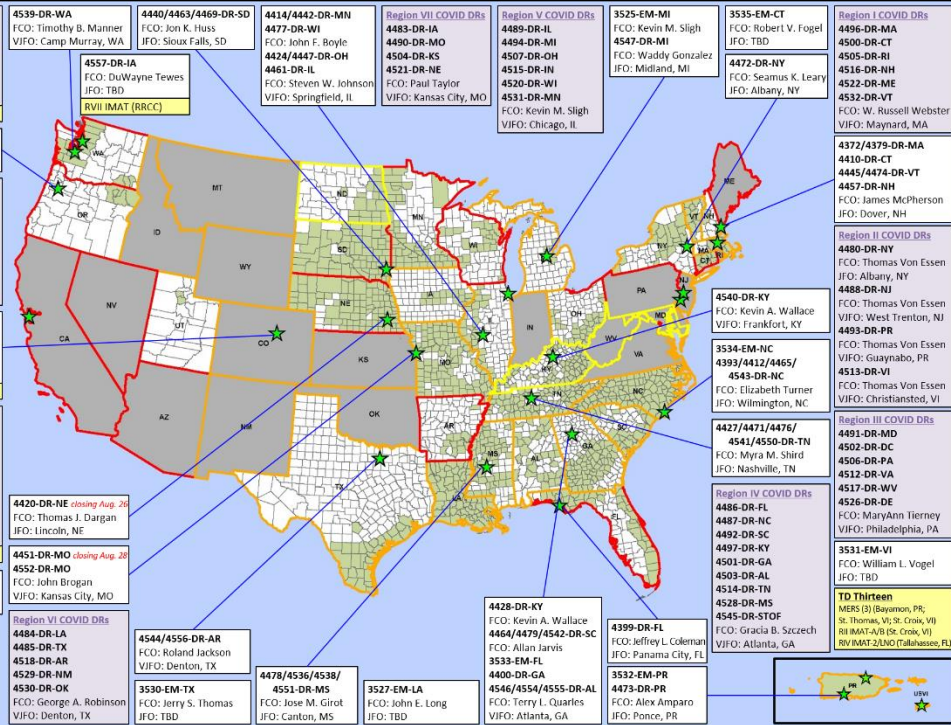 4539-DR-WA
FCO: Timothy B. Manner
VJFO: Camp Murray, WA
4557-DR-IA
FCO: DuWayne Tewes
JFO: TBD
RVII IMAT (RRCC)
4440/4463/4469-DR-SD
FCO: Jon K. Huss
JFO: Sioux Falls, SD
4414/4442-DR-MN
4477-DR-WI
FCO: John F. Boyle
4424/4447-DR-OH
4461-DR-IL
FCO: Steven W. Johnson
VJFO: Springfield, IL
Region VII COVID DRs
4483-DR-IA
4490-DR-MO
4504-DR-KS
4521-DR-NE
FCO: Paul Taylor
VJFO: Kansas City, MO
Region V COVID DRs
4489-DR-IL
4494-DR-MI
4507-DR-OH
4515-DR-IN
4520-DR-WI
4531-DR-MN
FCO: Kevin M. Sligh
VJFO: Chicago, IL
3525-EM-MI
FCO: Kevin M. Sligh
4547-DR-MI
FCO: Waddy Gonzalez
JFO: Midland, MI
3535-EM-CT
FCO: Robert V. Fogel
JFO: TBD
4472-DR-NY
FCO: Seamus K. Leary
JFO: Albany, NY
Region I COVID DRs
4496-DR-MA
4500-DR-CT
4505-DR-RI
4516-DR-NH
4522-DR-ME
4532-DR-VT
FCO: W. Russell Webster
VJFO: Maynard, MA
4372/4379-DR-MA
4410-DR-CT
4445/4474-DR-VT
4457-DR-NH
FCO: James McPherson
JFO: Dover, NH
Region II COVID DRs
4480-DR-NY
FCO: Thomas Von Essen
JFO: Albany, NY
4488-DR-NJ
FCO: Thomas Von Essen
VJFO: West Trenton, NJ
4493-DR-PR
FCO: Thomas Von Essen
VJFO: Guaynabo, PR
4513-DR-VI
FCO: Thomas Von Essen
VJFO: Christiansted, VI
Region III COVID DRs
4491-DR-MD
4502-DR-DC
4506-DR-PA
4512-DR-VA
4517-DR-WV
4526-DR-DE
FCO: MaryAnn Tierney
VJFO: Philadelphia, PA
3531-EM-VI
FCO: William L. Vogel
JFO: TBD
TD Thirteen
MERS (3) (Bayamon, PR;
St. Thomas, VI; St. Croix, VI)
RII IMAT-A/B (St. Croix, VI)
RIV IMAT-2/LNO (Tallahassee, FL)
4540-DR-KY
FCO: Kevin A. Wallace
VJFO: Frankfort, KY
3534-EM-NC
4393/4412/4465/
4543-DR-NC
FCO: Elizabeth Turner
JFO: Wilmington, NC
4427/4471/4476/
4541/4550-DR-TN
FCO: Myra M. Shird
JFO: Nashville, TN
Region IV COVID DRs
4486-DR-FL
4487-DR-NC
4492-DR-SC
4497-DR-KY
4501-DR-GA
4503-DR-AL
4514-DR-TN
4528-DR-MS
4545-DR-STOF
FCO: Gracia B. Szczech
VJFO: Atlanta, GA
4420-DR-NE closing Aug. 26
FCO: Thomas J. Dargan
JFO: Lincoln, NE
4451-DR-MO closing Aug. 28
4552-DR-MO
FCO: John Brogan
VJFO: Kansas City, MO
Region VI COVID DRs
4484-DR-LA
4485-DR-TX
4518-DR-AR
4529-DR-NM
4530-DR-OK
FCO: George A. Robinson
VJFO: Denton, TX
4544/4556-DR-AR
FCO: Roland Jackson
VJFO: Denton, TX
3530-EM-TX
FCO: Jerry S. Thomas
JFO: TBD
4478/4536/4538/
4551-DR-MS
FCO: Jose M. Girot
JFO: Canton, MS
3527-EM-LA
FCO: John E. Long
JFO: TBD
4428-DR-KY
FCO: Kevin A. Wallace
4464/4479/4542-DR-SC
FCO: Allan Jarvis
3533-EM-FL
4400-DR-GA
4546/4554/4555-DR-AL
FCO: Terry L. Quarles
VJFO: Atlanta, GA
4399-DR-FL
FCO: Jeffrey L. Coleman
JFO: Panama City, FL
3532-EM-PR
4473-DR-PR
FCO: Alex Amparo
JFO: Ponce, PR
WA
OR
CA
NV
ID
MT
WY
UT
AZ
CO
NM
ND
SD
NE
KS
OK
TX
MN
IA
MO
AR
LA
WI
IL
MI
IN
OH
KY
TN
MS
AL
GA
FL
SC
NC
VA
WV
MD
PA
NJ
NY
CT
RI
MA
VT
NH
ME
PR
USVI